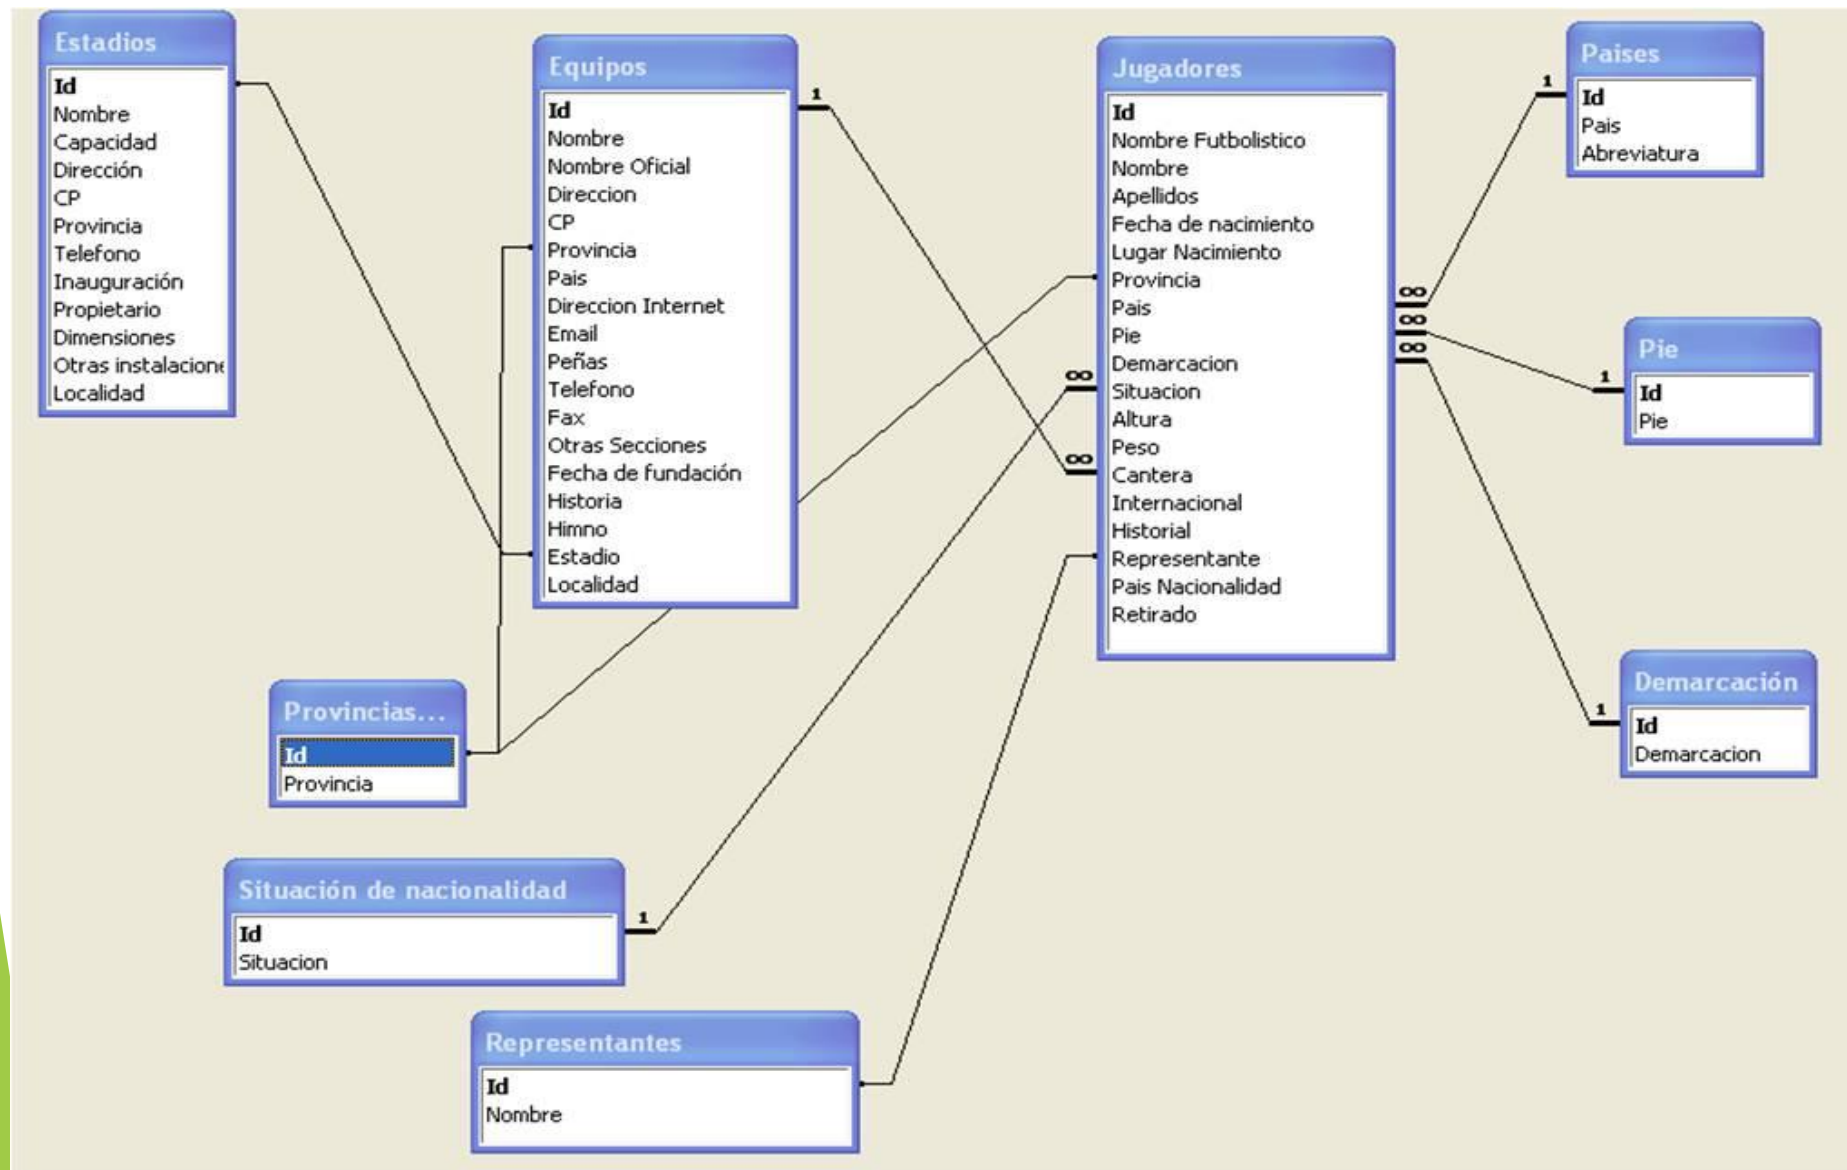 Estadios
Id
Nombre
Capacidad
Dirección
CP
Provincia
Telefono
Inauguración
Propietario
Dimensiones
Otras instalacione
Localidad
Equipos
Id
Nombre
Nombre Oficial
Direccion
CP
Provincia
Pais
Direccion Internet
Email
Peñas
Telefono
Fax
Otras Secciones
Fecha de fundación
Historia
Himno
Estadio
Localidad
1
Jugadores
Id
Nombre Futbolistico
Nombre
Apellidos
Fecha de nacimiento
Lugar Nacimiento
Provincia
Pais
Pie
Demarcacion
Situacion
Altura
Peso
Cantera
Internacional
Historial
Representante
Pais Nacionalidad
Retirado
∞
∞
∞
∞
∞
Paises
1
Id
Pais
Abreviatura
Pie
1
Id
Pie
Demarcación
1
Id
Demarcacion
Provincias...
Id
Provincia
Situación de nacionalidad
1
Id
Situacion
Representantes
Id
Nombre